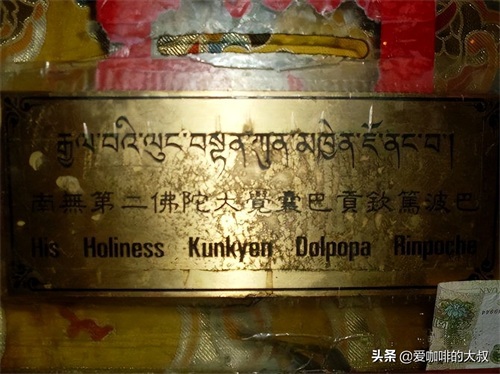 རྒྱལ་བའི་ལུང་བསྟན་ཀུན་མཁྱེན་ཇོ་ནང་བ།
南無第二佛陀大覺囊巴貢欽篤波巴
His Holiness Kunkyen Dolpopa Rinpoche
头条 @爱咖啡的大叔